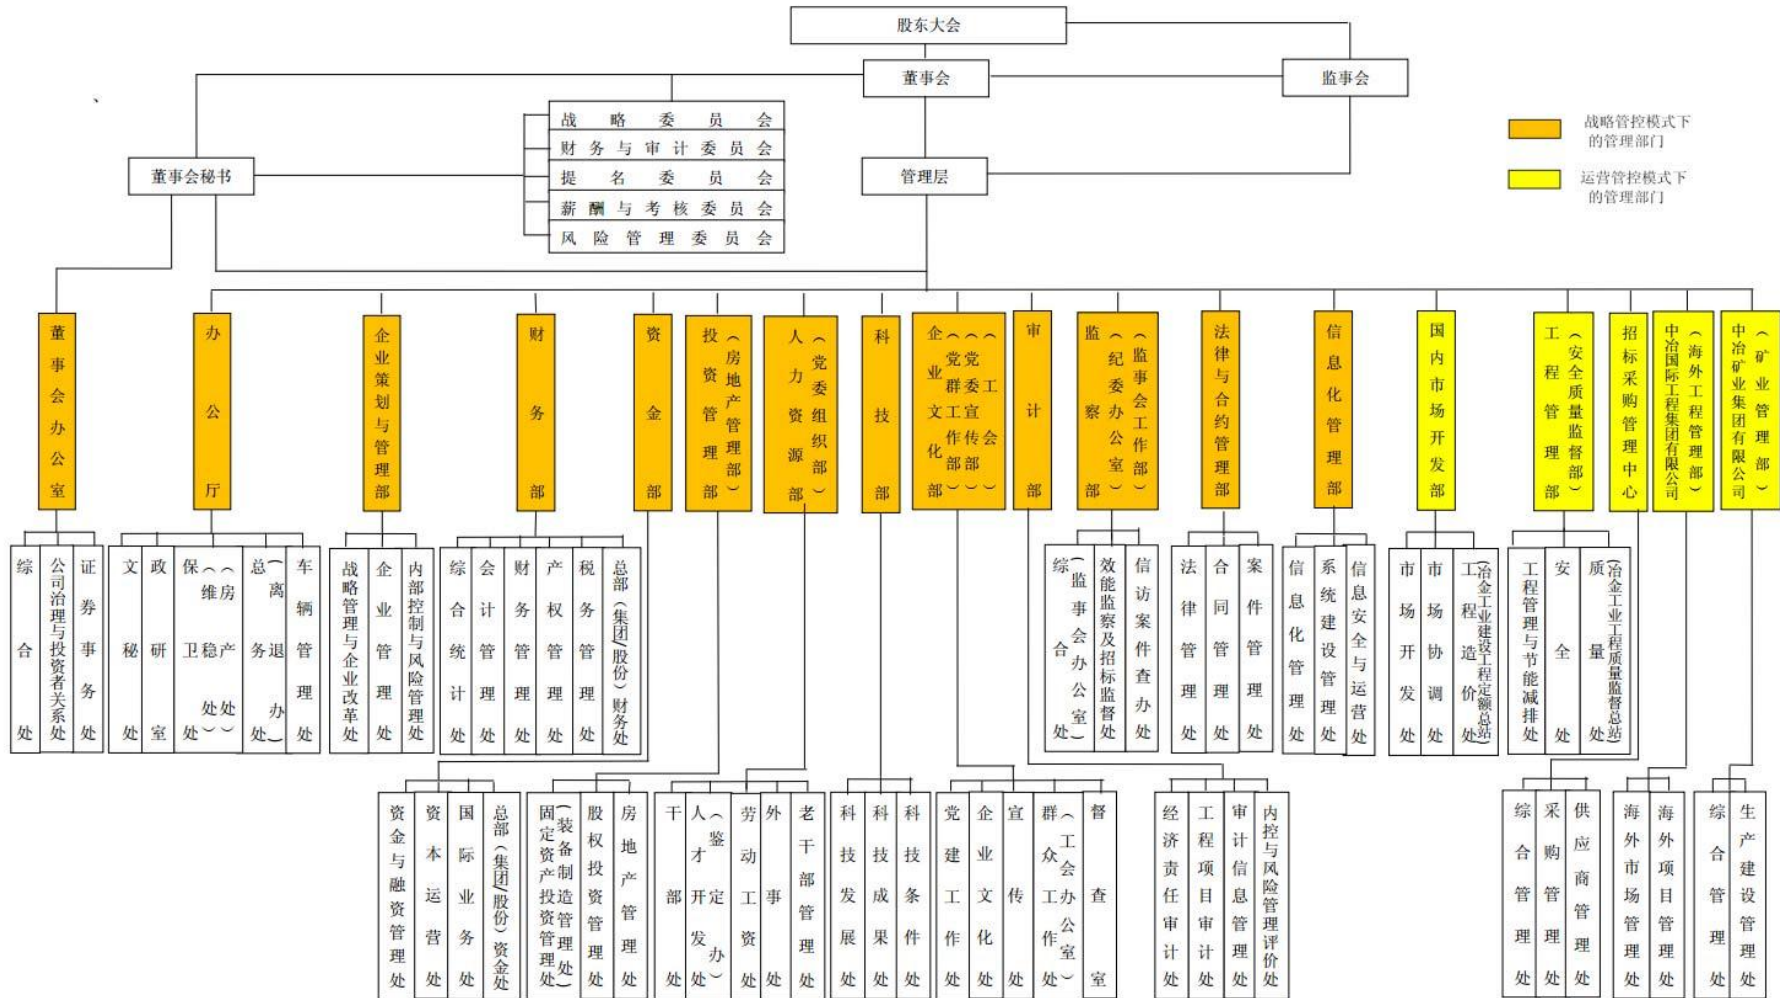 股东大会
董事会
监事会
战略委员会
财务与审计委员会
提名委员会
薪酬与考核委员会
风险管理委员会
董事会秘书
管理层
战略管控模式下
的管理部门
运营管控模式下
的管理部门
董事会办公室
办公厅
企业策划与管理部
财务部
资金部
投资管理部
（房地产管理部）
人力资源部
（党委组织部）
科技部
企业文化部
（党群工作部）
（党委宣传部）
（工会）
审计部
监察部
（纪委办公室）
（监事会工作部）
法律与合约管理部
信息化管理部
国内市场开发部
工程管理部
（安全质量监督部）
招标采购管理中心
中冶国际工程集团有限公司
（海外工程管理部）
中冶矿业集团有限公司
（矿业管理部）
综合处
公司治理与投资者关系处
证券事务处
文秘处
政研室
保卫处
（维稳处）
（房产处）
总务处
（离退办）
车辆管理处
战略管理与企业改革处
企业管理处
内部控制与风险管理处
综合统计处
会计管理处
财务管理处
产权管理处
税务管理处
总部（集团/股份）财务处
综合处
（监事会办公室）
效能监察及招标监督处
信访案件查办处
法律管理处
合同管理处
案件管理处
信息化管理处
系统建设管理处
信息安全与运营处
市场开发处
市场协调处
工程造价处
（冶金工业建设工程定额总站）
工程管理与节能减排处
安全处
质量处
（冶金工业工程质量监督总站）
资金与融资管理处
资本运营处
国际业务处
总部（集团/股份）资金处
固定资产投资管理处
（装备制造管理处）
股权投资管理处
房地产管理处
干部处
人才开发处
（鉴定办）
劳动工资处
外事处
老干部管理处
科技发展处
科技成果处
科技条件处
党建工作处
企业文化处
宣传处
群众工作处
（工会办公室）
督查室
经济责任审计处
工程项目审计处
审计信息管理处
内控与风险管理评价处
综合管理处
采购管理处
供应商管理处
海外市场管理处
海外项目管理处
综合管理处
生产建设管理处